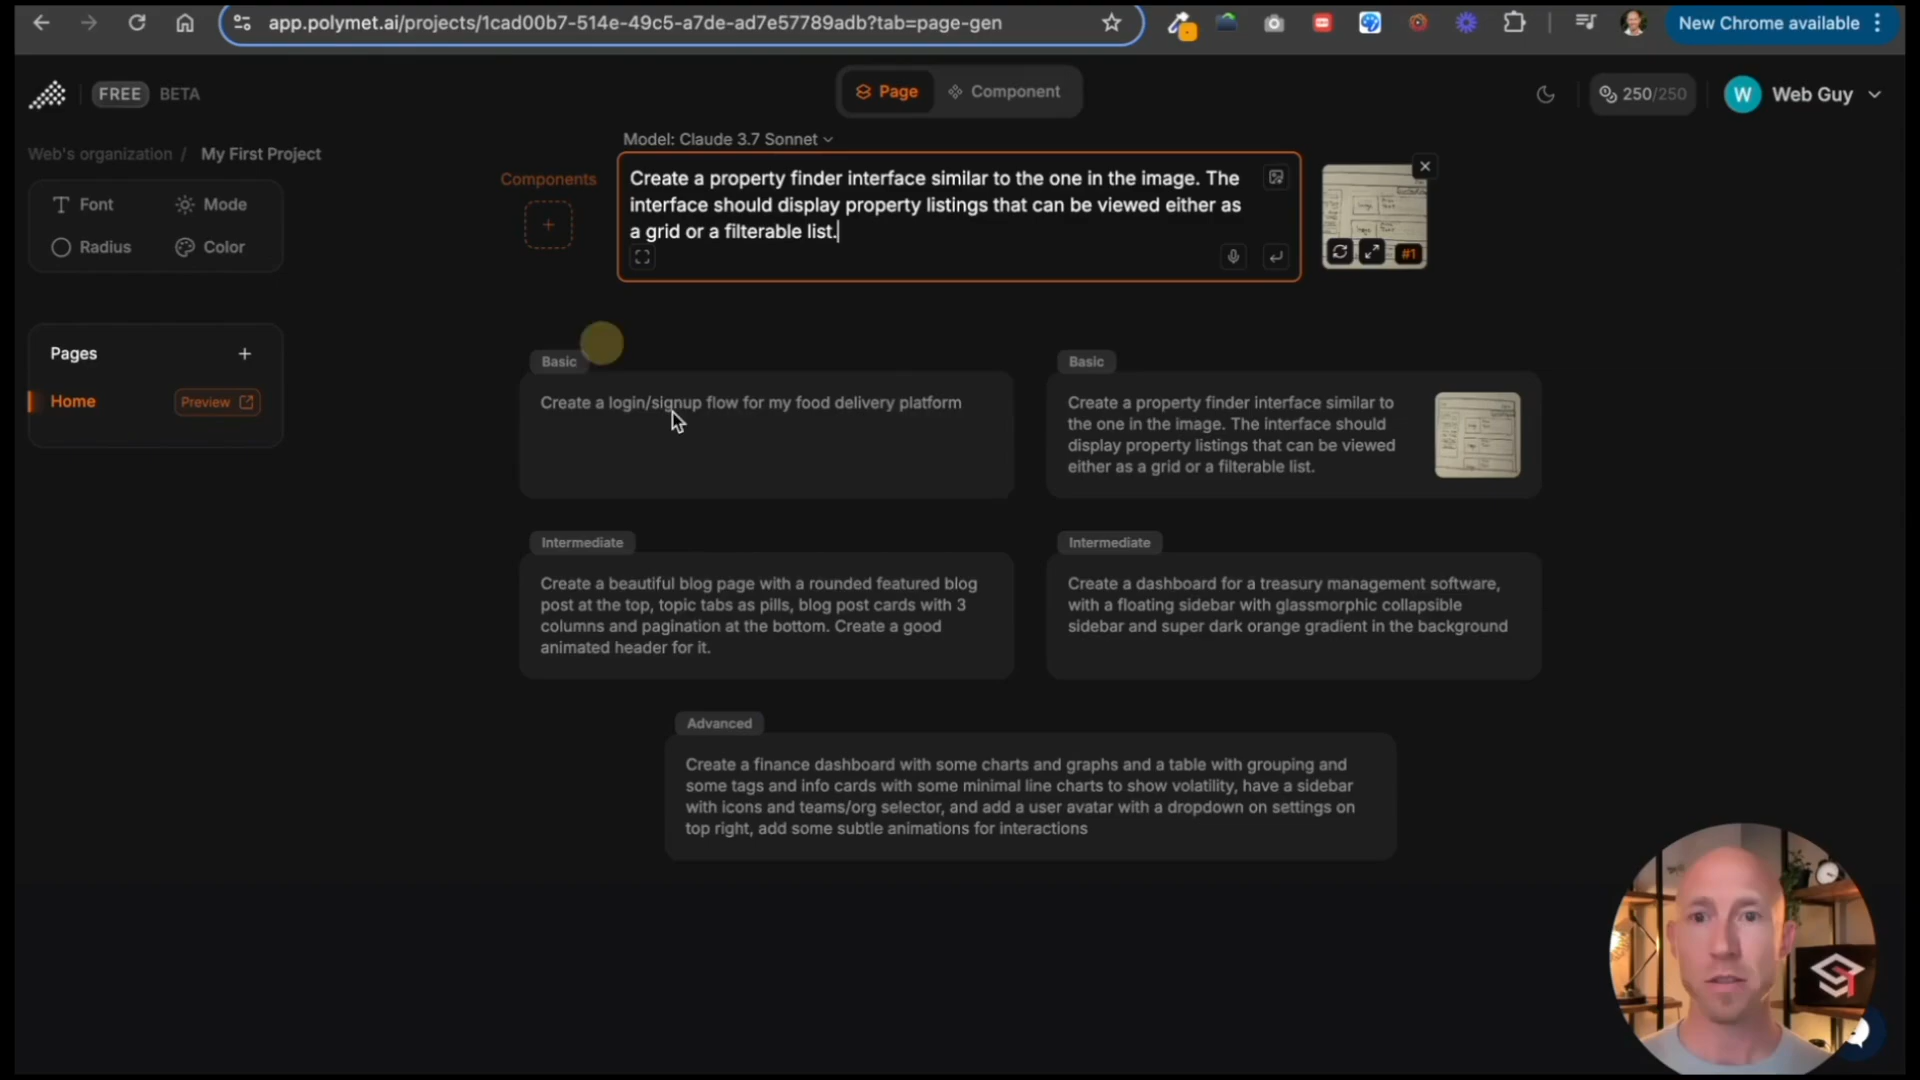 app.polymet.ai/projects/1cad00b7-514e-49c5-a7de-ad7e57789adb?tab=page-gen
New Chrome available
FREE BETA
Page
Component
250/250
W Web Guy
Web's organization / My First Project
Model: Claude 3.7 Sonnet
Font
Mode
Radius
Color
Components
+
Create a property finder interface similar to the one in the image. The
interface should display property listings that can be viewed either as
a grid or a filterable list.
#1
Pages +
Home
Preview
Basic
Create a login/signup flow for my food delivery platform
Basic
Create a property finder interface similar to
the one in the image. The interface should
display property listings that can be viewed
either as a grid or a filterable list.
Intermediate
Create a beautiful blog page with a rounded featured blog
post at the top, topic tabs as pills, blog post cards with 3
columns and pagination at the bottom. Create a good
animated header for it.
Intermediate
Create a dashboard for a treasury management software,
with a floating sidebar with glassmorphic collapsible
sidebar and super dark orange gradient in the background
Advanced
Create a finance dashboard with some charts and graphs and a table with grouping and
some tags and info cards with some minimal line charts to show volatility, have a sidebar
with icons and teams/org selector, and add a user avatar with a dropdown on settings on
top right, add some subtle animations for interactions